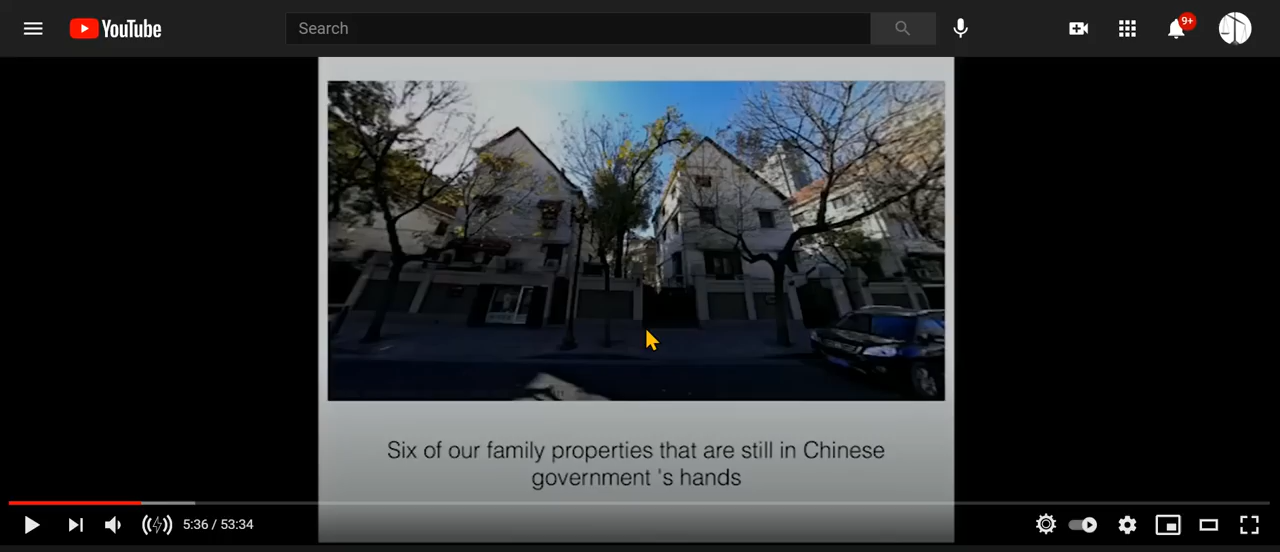 YouTube
Search
9+
Six of our family properties that are still in Chinese
government 's hands
5:36 / 53:34